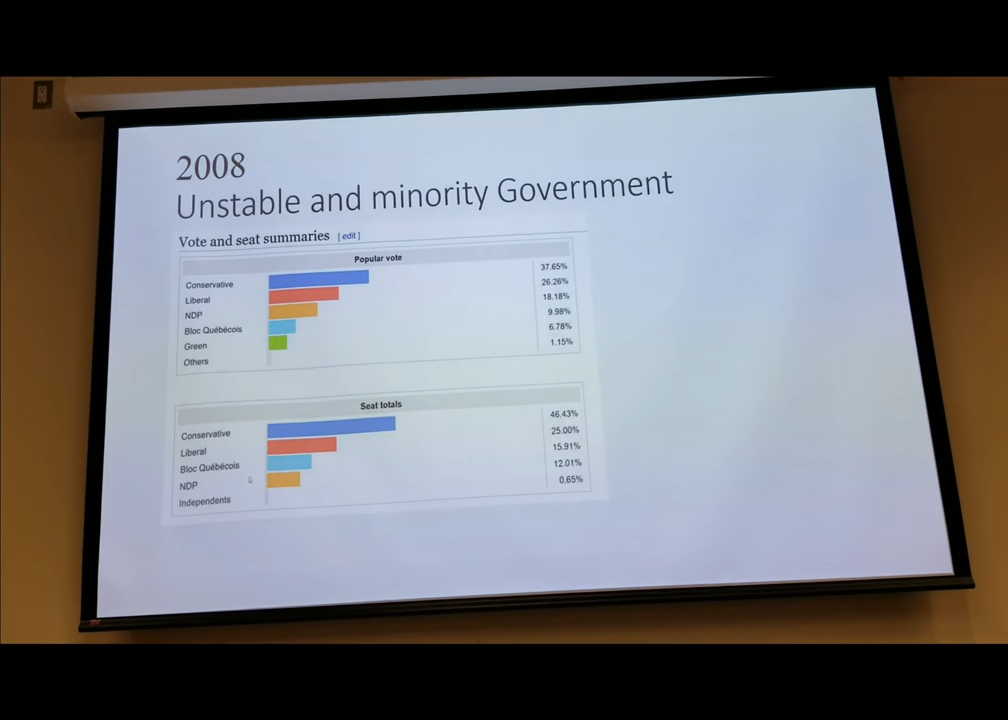 2008
Unstable and minority Government
Vote and seat summaries [ edit ]
Popular vote
Conservative 37.65%
Liberal 26.26%
NDP 18.18%
Bloc Québécois 9.98%
Green 6.78%
Others 1.15%
Seat totals
Conservative 46.43%
Liberal 25.00%
Bloc Québécois 15.91%
NDP 12.01%
Independents 0.65%